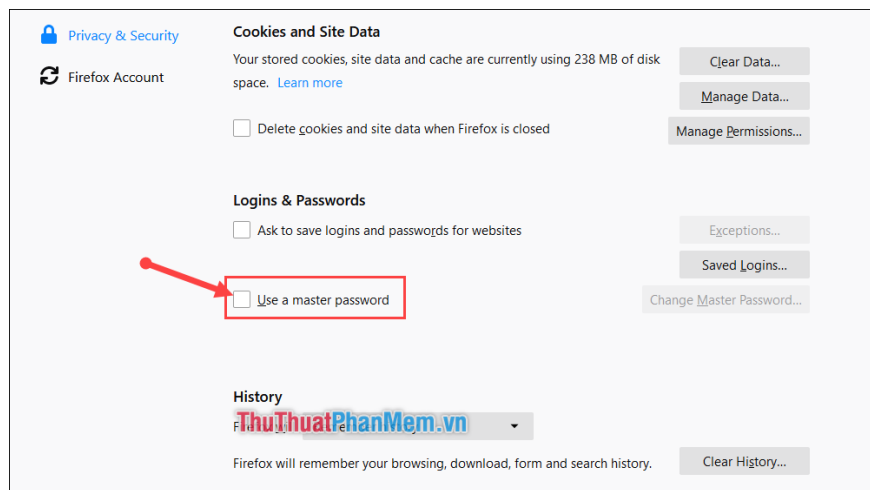 Privacy & Security
Firefox Account
Cookies and Site Data
Your stored cookies, site data and cache are currently using 238 MB of disk
space. Learn more
Clear Data...
Manage Data...
Delete cookies and site data when Firefox is closed
Manage Permissions...
Logins & Passwords
Ask to save logins and passwords for websites
Exceptions...
Saved Logins...
Use a master password
Change Master Password...
History
ThuThuatPhanMem.vn
Firefox will remember your browsing, download, form and search history.
Clear History...